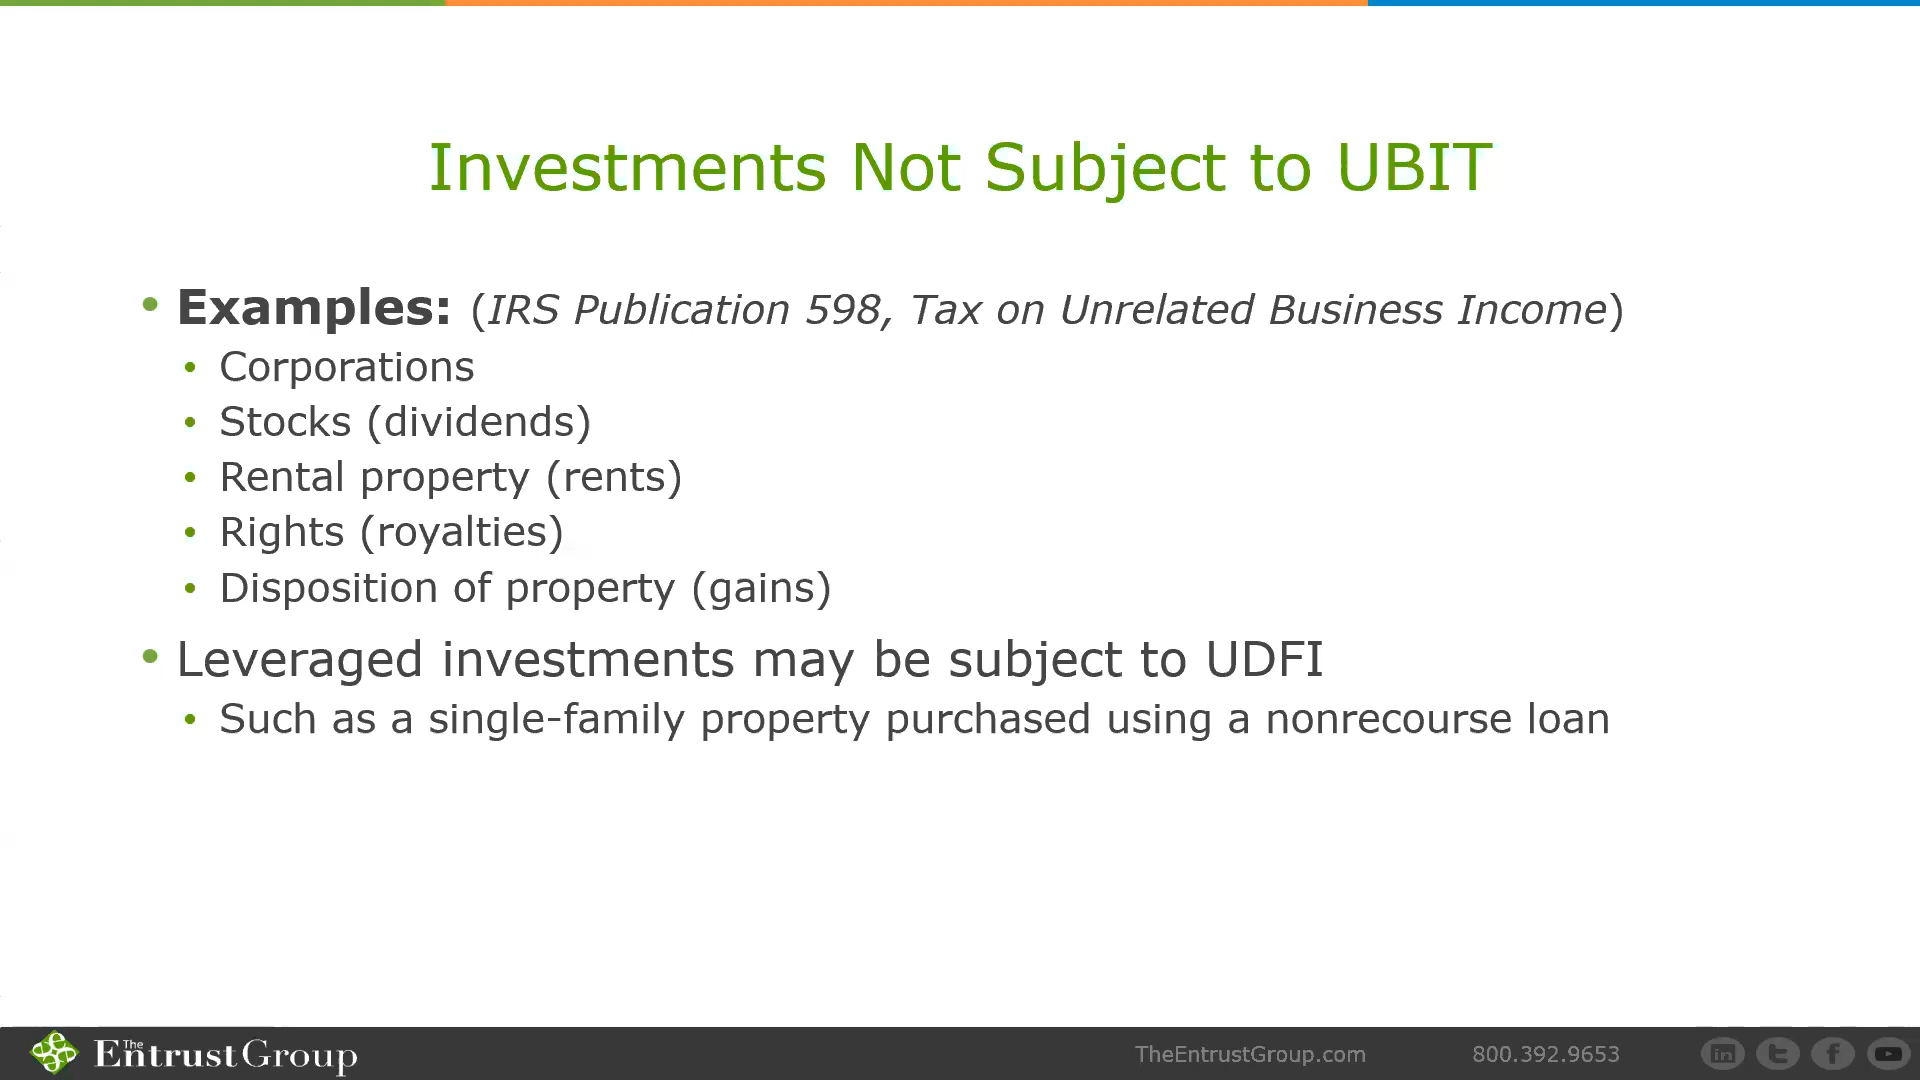 Investments Not Subject to UBIT
• Examples: (IRS Publication 598, Tax on Unrelated Business Income)
• Corporations
• Stocks (dividends)
• Rental property (rents)
• Rights (royalties)
• Disposition of property (gains)
• Leveraged investments may be subject to UDFI
• Such as a single-family property purchased using a nonrecourse loan
The EntrustGroup TheEntrustGroup.com 800.392.9653